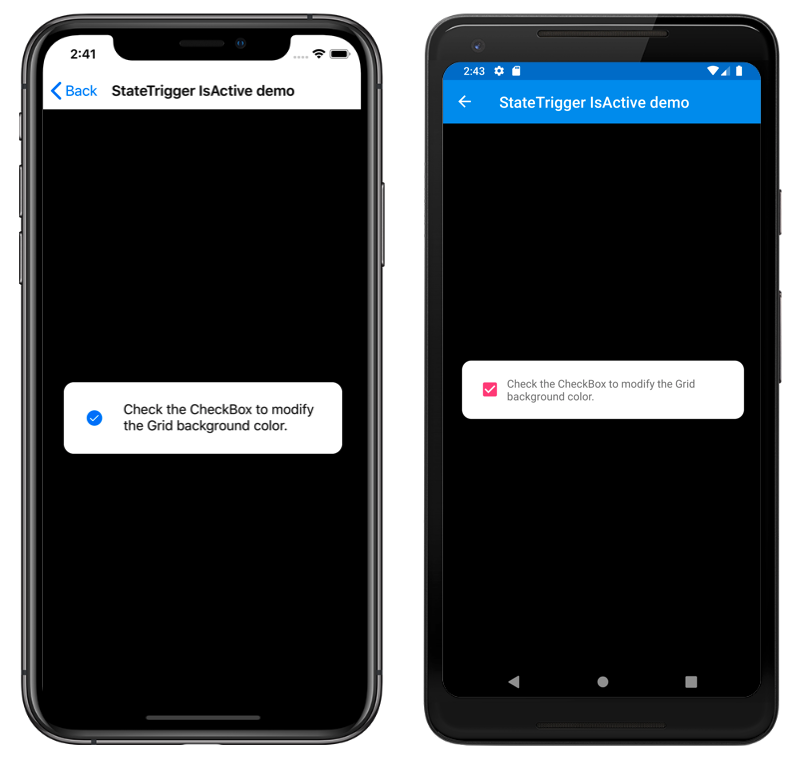 2:41
Back StateTrigger IsActive demo
Check the CheckBox to modify
the Grid background color.
2:43
StateTrigger IsActive demo
Check the CheckBox to modify the Grid
background color.